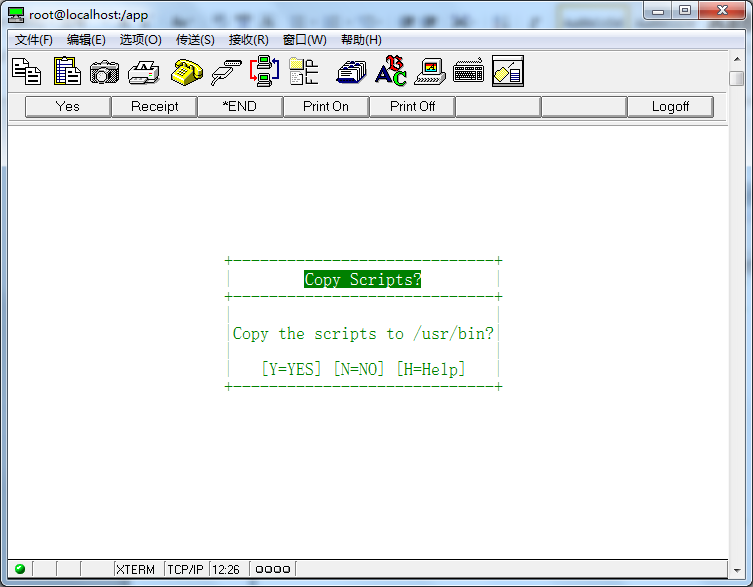 root@localhost:/app
文件(F) 编辑(E) 选项(O) 传送(S) 接收(R) 窗口(W) 帮助(H)
Yes Receipt *END Print On Print Off Logoff
+-----------------------------+
| Copy Scripts? |
+-----------------------------+
Copy the scripts to /usr/bin?
[Y=YES] [N=NO] [H=Help]
+-----------------------------+
XTERM TCP/IP 12:26